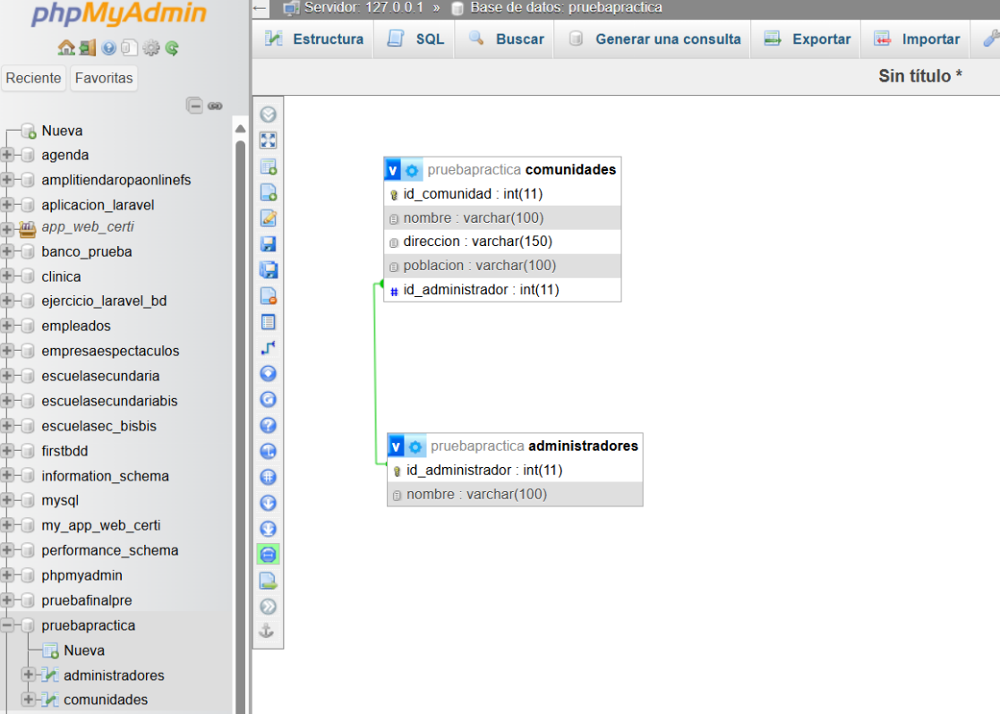 phpMyAdmin
Reciente Favoritas
Nueva
agenda
amplitiendaropaonlinefs
aplicacion_laravel
app_web_certi
banco_prueba
clinica
ejercicio_laravel_bd
empleados
empresaespectaculos
escuelasecundaria
escuelasecundariabis
escuelasec_bisbis
firstbdd
information_schema
mysql
my_app_web_certi
performance_schema
phpmyadmin
pruebafinalpre
pruebapractica
Nueva
administradores
comunidades
Servidor: 127.0.0.1 » Base de datos: pruebapractica
Estructura SQL Buscar Generar una consulta Exportar Importar
Sin título *
v pruebapractica comunidades
id_comunidad : int(11)
nombre : varchar(100)
direccion : varchar(150)
poblacion : varchar(100)
# id_administrador : int(11)
v pruebapractica administradores
id_administrador : int(11)
nombre : varchar(100)